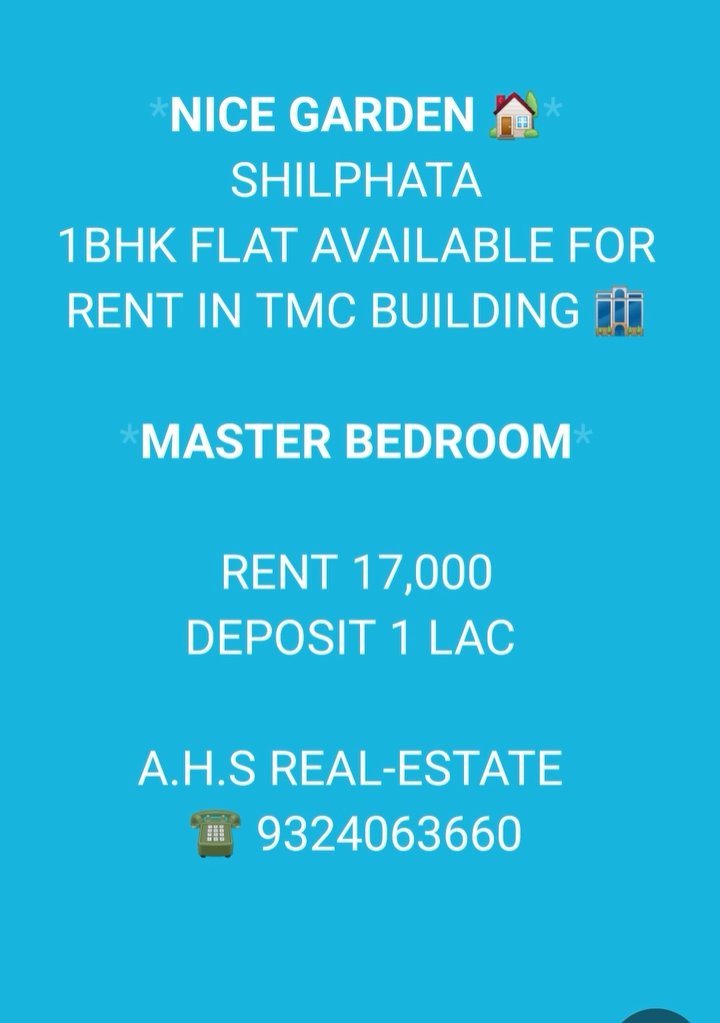 *NICE GARDEN 🏡*
SHILPHATA
1BHK FLAT AVAILABLE FOR
RENT IN TMC BUILDING 🏬
*MASTER BEDROOM*
RENT 17,000
DEPOSIT 1 LAC
A.H.S REAL-ESTATE
☎️ 9324063660